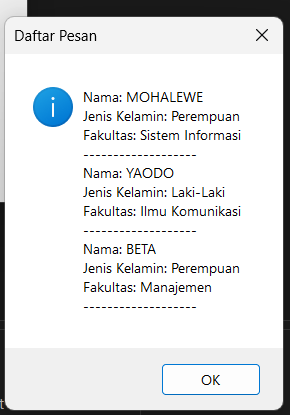 Daftar Pesan
Nama: MOHALEWE
Jenis Kelamin: Perempuan
Fakultas: Sistem Informasi
-------------------
Nama: YAODO
Jenis Kelamin: Laki-Laki
Fakultas: Ilmu Komunikasi
-------------------
Nama: BETA
Jenis Kelamin: Perempuan
Fakultas: Manajemen
-------------------
OK
t